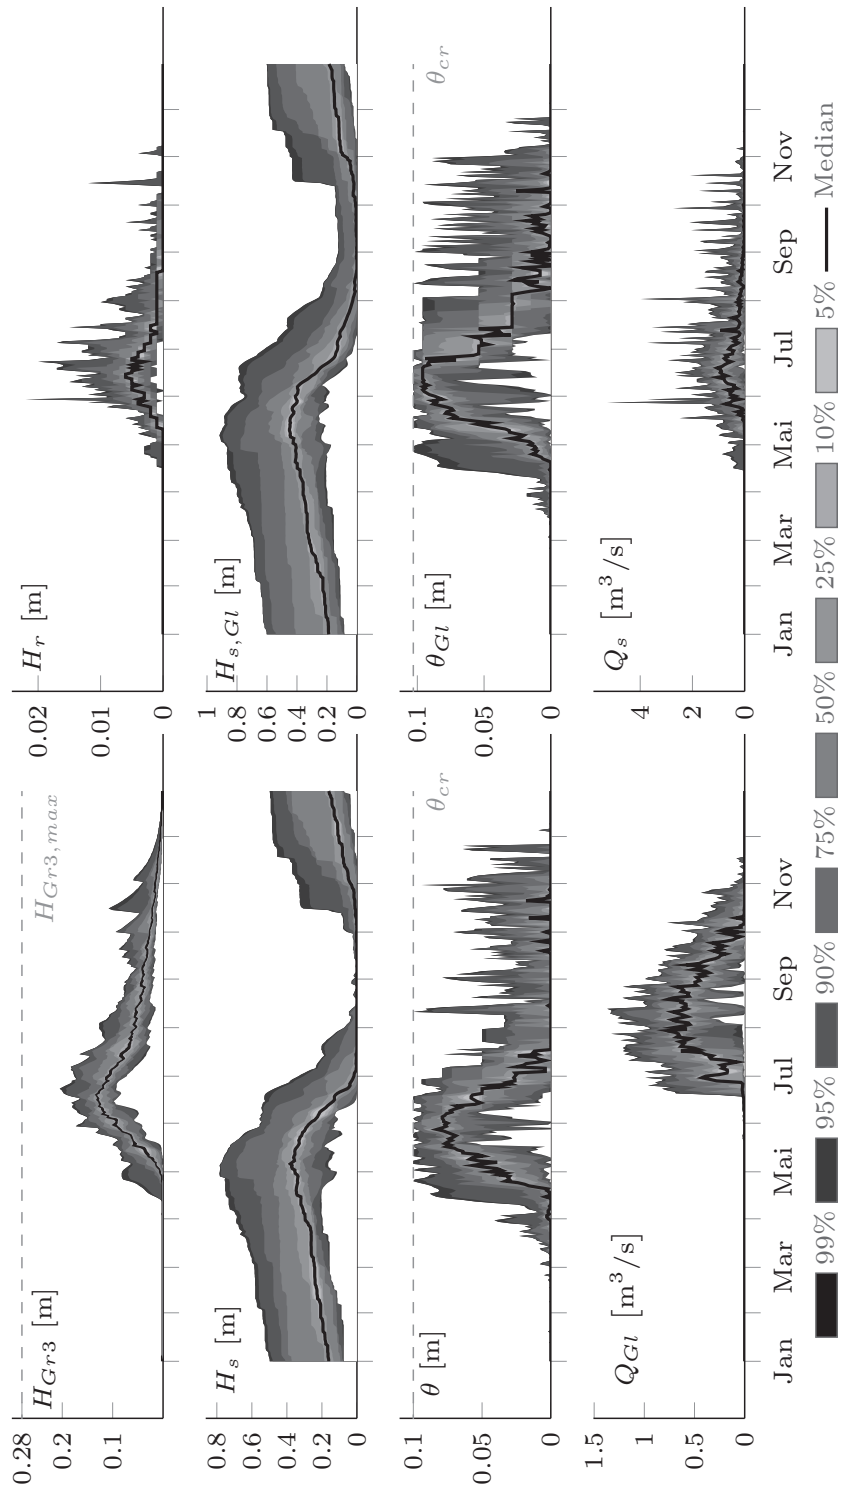 0.28
0.2
0.1
H_{Gr3} [m]
H_{Gr3,max}
0.02
0.01
0
H_r [m]
0.8
0.6
0.4
0.2
0
H_s [m]
1
0.8
0.6
0.4
0.2
0
H_{s,Gl} [m]
0.1
0.05
0
θ [m]
θ_{cr}
0.1
0.05
0
θ_{Gl} [m]
θ_{cr}
1.5
1
0.5
0
Q_{Gl} [m³/s]
4
2
0
Q_s [m³/s]
Jan Mar Mai Jul Sep Nov
Jan Mar Mai Jul Sep Nov
99% 95% 90% 75% 50% 25% 10% 5% Median